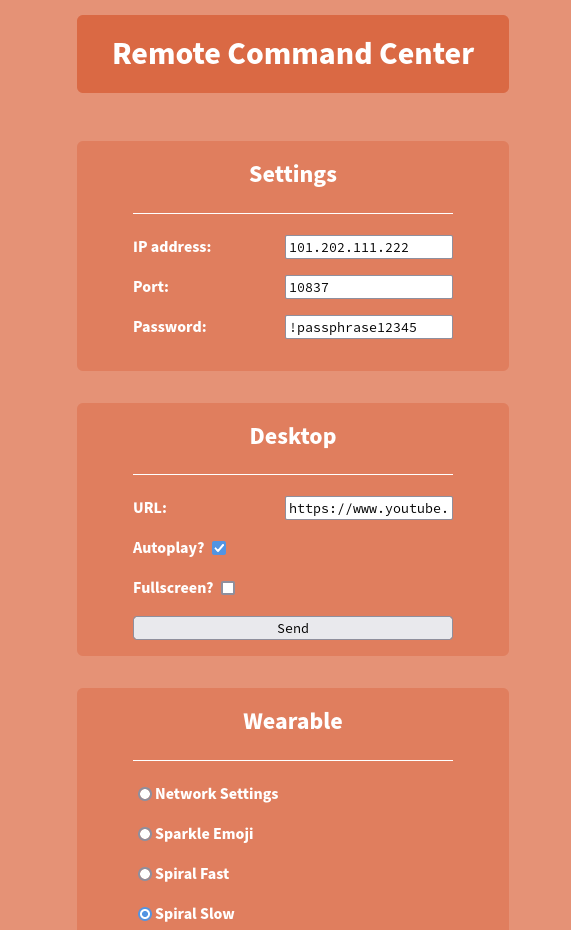 Remote Command Center
Settings
IP address: 101.202.111.222
Port: 10837
Password: !passphrase12345
Desktop
URL: https://www.youtube.
Autoplay?
Fullscreen?
Send
Wearable
Network Settings
Sparkle Emoji
Spiral Fast
Spiral Slow